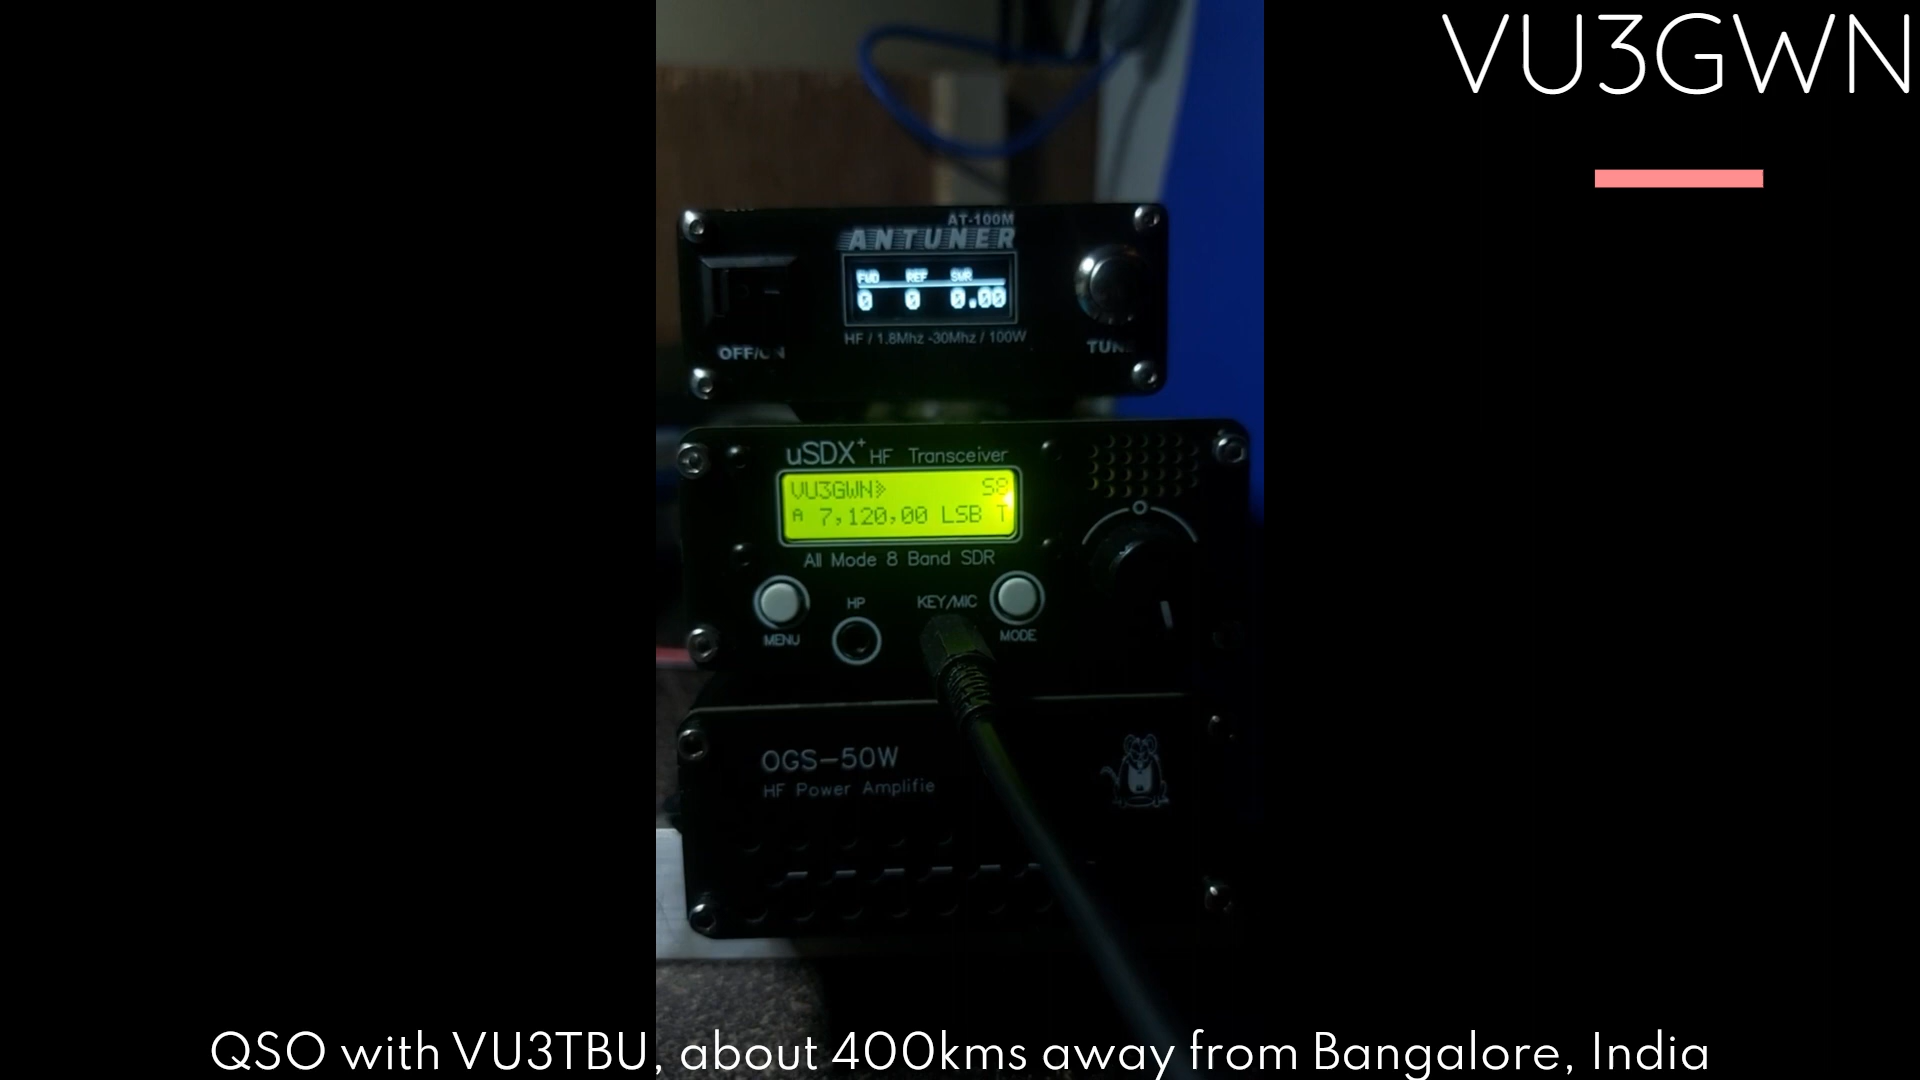 VU3GWN
AT-100M
ANTUNER
FWD REF SWR
0 0 0.00
HF / 1.8Mhz -30Mhz / 100W
OFF/ON
TUNE
uSDX+ HF Transceiver
VU3GWN S8
A 7,120,00 LSB T
All Mode 8 Band SDR
HP KEY/MIC
MENU MODE
OGS-50W
HF Power Amplifie
QSO with VU3TBU, about 400kms away from Bangalore, India